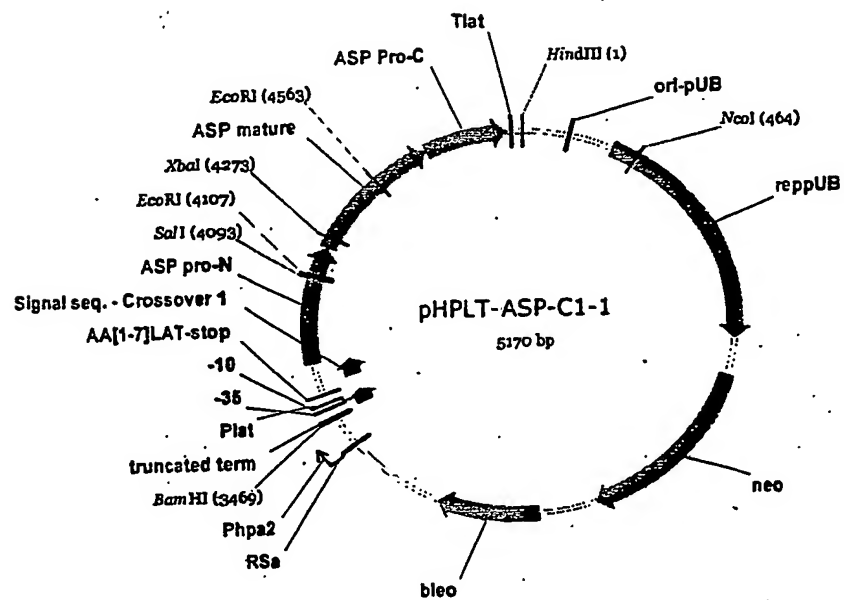 Tlat
HindIII (1)
ASP Pro-C
ori-pUB
EcoRI (4563)
NcoI (464)
ASP mature
XbaI (4273)
reppUB
EcoRI (4107)
SalI (4093)
ASP pro-N
Signal seq. - Crossover 1
pHPLT-ASP-C1-1
5170 bp
AA[1-7]LAT-stop
-10
-35
Plat
truncated term
BamHI (3469)
neo
Phpa2
RSa
bleo